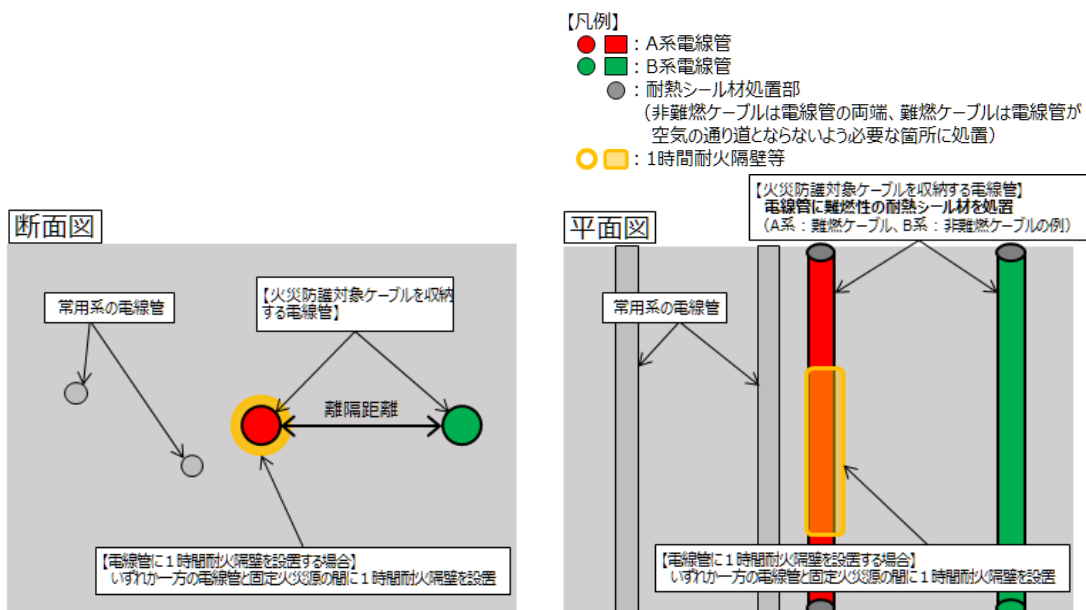 【凡例】
：A系電線管
：B系電線管
：耐熱シール材処置部
（非難燃ケーブルは電線管の両端、難燃ケーブルは電線管が
空気の通り道とならないよう必要な箇所に処置）
：1時間耐火隔壁等
断面図
常用系の電線管
【火災防護対象ケーブルを収納
する電線管】
離隔距離
【電線管に１時間耐火隔壁を設置する場合】
いずれか一方の電線管と固定火災源の間に１時間耐火隔壁を設置
平面図
【火災防護対象ケーブルを収納する電線管】
電線管に難燃性の耐熱シール材を処置
（A系：難燃ケーブル、B系：非難燃ケーブルの例）
常用系の電線管
【電線管に１時間耐火隔壁を設置する場合】
いずれか一方の電線管と固定火災源の間に１時間耐火隔壁を設置